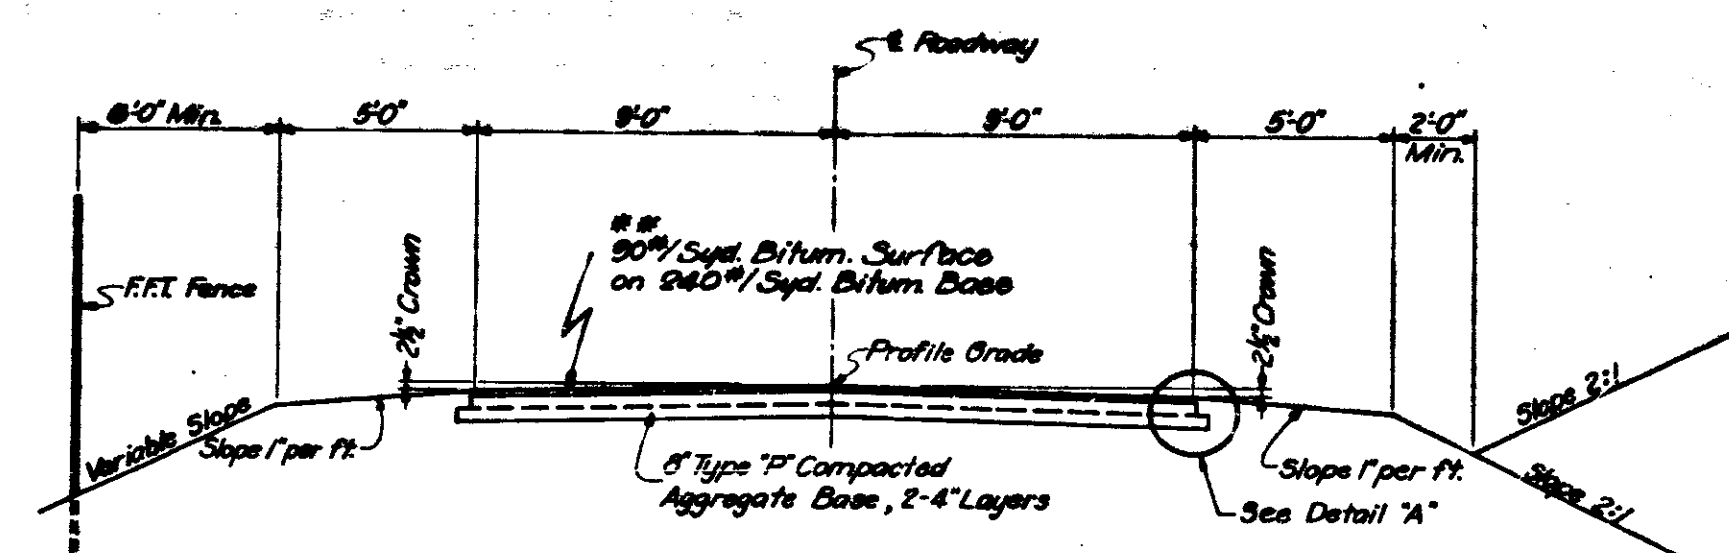 ℄ Roadway
5'-0"
9'-0"
9'-0"
5'-0"
2'-0"
Min.
Min.
**
90#/Syd. Bitum. Surface
on 240#/Syd. Bitum. Base
F.F.T. Fence
2½" Crown
2½" Crown
Profile Grade
Variable Slope
Slope 1" per ft.
8" Type "P" Compacted
Aggregate Base, 2-4" Layers
Slope 1" per ft.
See Detail "A"
Slope 2:1
Slope 2:1